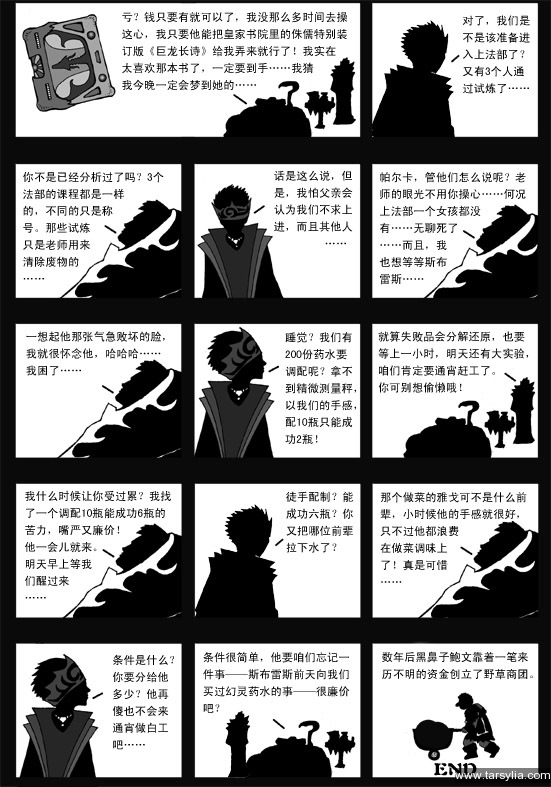 亏？钱只要有就可以了，我没那么多时间去操
这心，我只要他能把皇家书院里的侏儒特别装
订版《巨龙长诗》给我弄来就行了！我实在
太喜欢那本书了，一定要到手……我猜
我今晚一定会梦到她的……
对了，我们是
不是该准备进
入上法部了？
又有3个人通
过试炼了……
你不是已经分析过了吗？3个
法部的课程都是一样
的，不同的只是称
号。那些试炼
只是老师用来
清除废物的
……
话是这么说，但
是，我怕父亲会
认为我们不求上
进，而且其他人
……
帕尔卡，管他们怎么说呢？老
师的眼光不用你操心……何况
上法部一个女孩都没
有……无聊死了
……而且，我
也想等等斯布
雷斯……
一想起他那张气急败坏的脸，
我就很怀念他，哈哈哈……
我困了……
睡觉？我们有
200份药水要
调配呢？拿不
到精微测量秤，
以我们的手感，
配10瓶只能成
功2瓶！
就算失败品会分解还原，也要
等上一小时，明天还有大实验，
咱们肯定要通宵赶工了。
你可别想偷懒哦！
我什么时候让你受过累？我找
了一个调配10瓶能成功6瓶的
苦力，嘴严又廉价！
他一会儿就来。
明天早上等我
们醒过来
……
徒手配制？能
成功六瓶？你
又把哪位前辈
拉下水了？
那个做菜的雅戈可不是什么前
辈，小时候他的手感就很好，
只不过他都浪费
在做菜调味上
了！真是可惜
……
条件是什么？
你要分给他
多少？他再
傻也不会来
通宵做白工
吧……
条件很简单，他要咱们忘记一
件事——斯布雷斯前天向我们
买过幻灵药水的事——很廉价
吧？
数年后黑鼻子鲍文靠着一笔来
历不明的资金创立了野草商团。
END
www.tarsylia.com